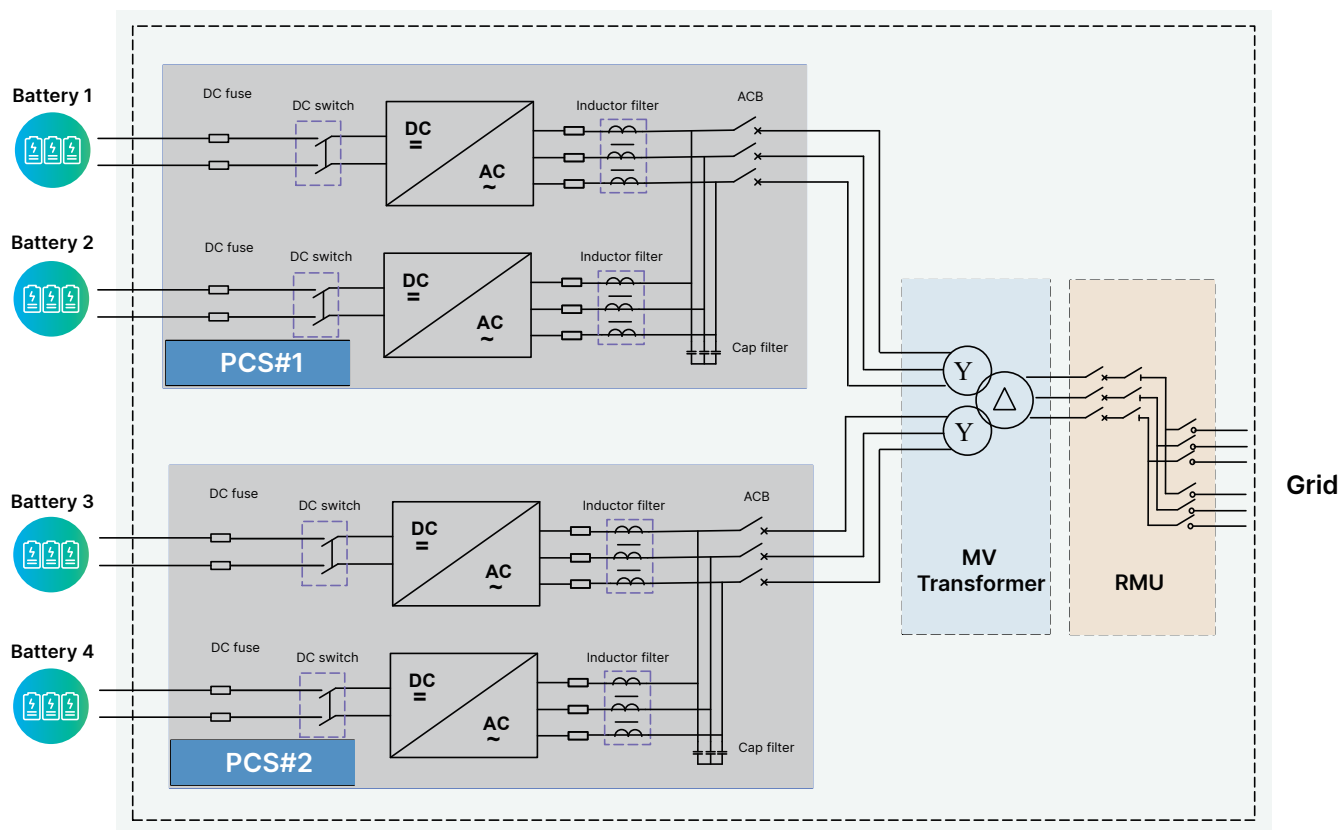 Battery 1
DC fuse
DC switch
DC
=
AC
~
Inductor filter
ACB
Battery 2
DC fuse
DC switch
DC
=
AC
~
Inductor filter
Cap filter
PCS#1
Y
Y
△
Battery 3
DC fuse
DC switch
DC
=
AC
~
Inductor filter
ACB
Battery 4
DC fuse
DC switch
DC
=
AC
~
Inductor filter
Cap filter
PCS#2
MV
Transformer
RMU
Grid